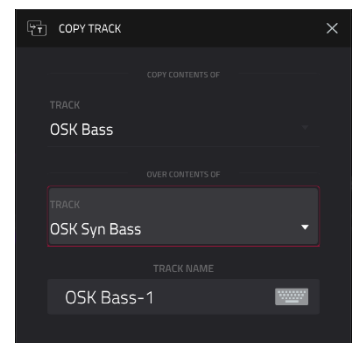 COPY TRACK
COPY CONTENTS OF
TRACK
OSK Bass
OVER CONTENTS OF
TRACK
OSK Syn Bass
TRACK NAME
OSK Bass-1